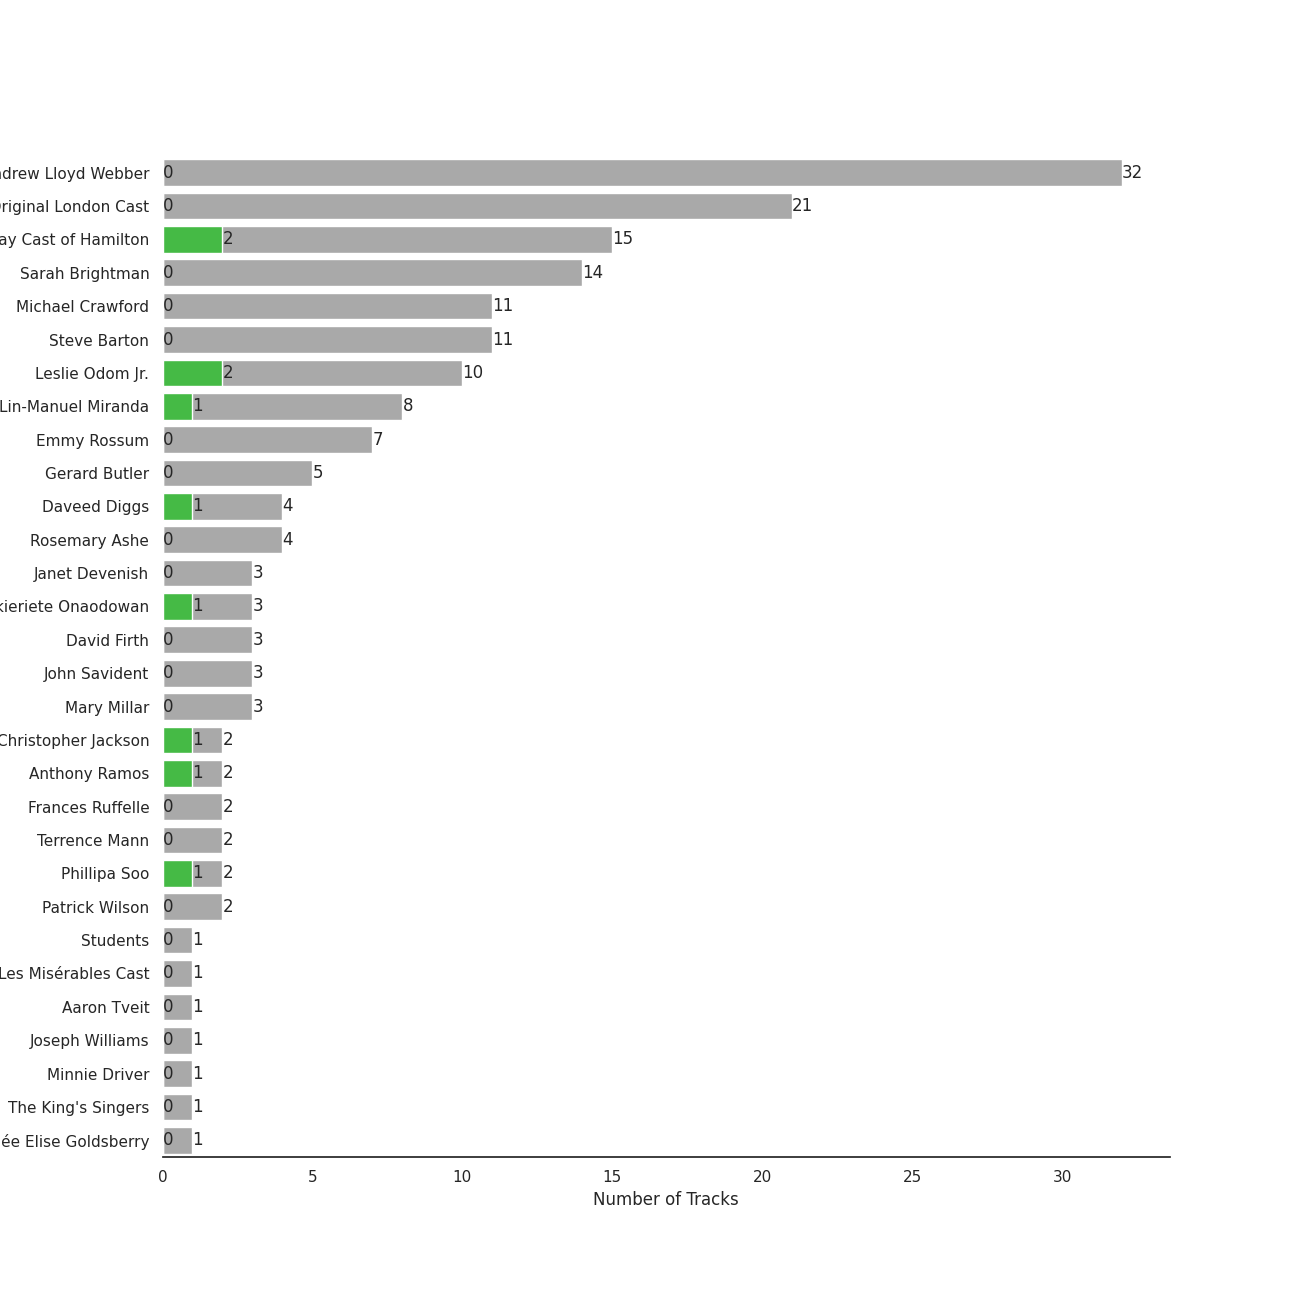 drew Lloyd Webber 0 32
riginal London Cast 0 21
ay Cast of Hamilton 2 15
Sarah Brightman 0 14
Michael Crawford 0 11
Steve Barton 0 11
Leslie Odom Jr. 2 10
Lin-Manuel Miranda 1 8
Emmy Rossum 0 7
Gerard Butler 0 5
Daveed Diggs 1 4
Rosemary Ashe 0 4
Janet Devenish 0 3
kieriete Onaodowan 1 3
David Firth 0 3
John Savident 0 3
Mary Millar 0 3
Christopher Jackson 1 2
Anthony Ramos 1 2
Frances Ruffelle 0 2
Terrence Mann 0 2
Phillipa Soo 1 2
Patrick Wilson 0 2
Students 0 1
Les Misérables Cast 0 1
Aaron Tveit 0 1
Joseph Williams 0 1
Minnie Driver 0 1
The King's Singers 0 1
ée Elise Goldsberry 0 1
0 5 10 15 20 25 30
Number of Tracks